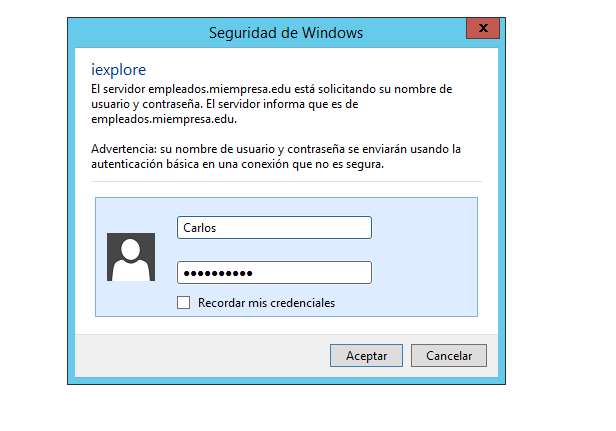 Seguridad de Windows
x
iexplore
El servidor empleados.miempresa.edu está solicitando su nombre de
usuario y contraseña. El servidor informa que es de
empleados.miempresa.edu.
Advertencia: su nombre de usuario y contraseña se enviarán usando la
autenticación básica en una conexión que no es segura.
Carlos
●●●●●●●●●●
Recordar mis credenciales
Aceptar
Cancelar